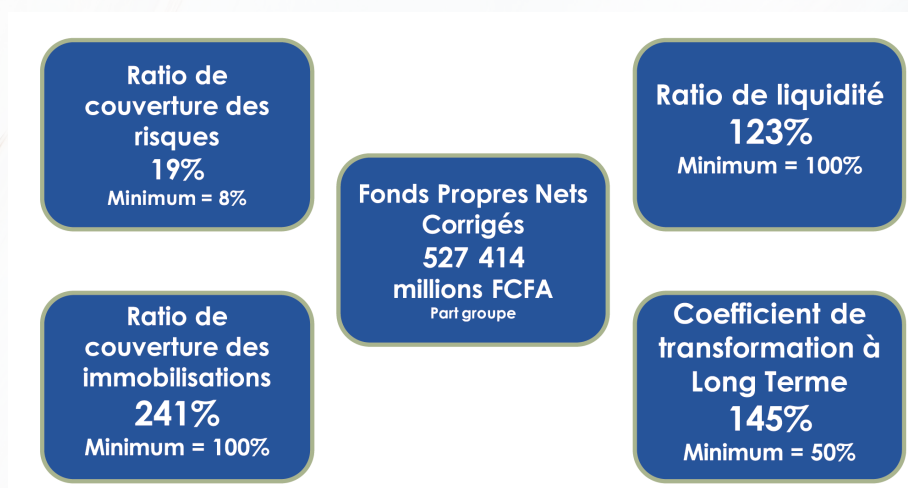 Ratio de
couverture des
risques
19%
Minimum = 8%
Ratio de liquidité
123%
Minimum = 100%
Fonds Propres Nets
Corrigés
527 414
millions FCFA
Part groupe
Ratio de
couverture des
immobilisations
241%
Minimum = 100%
Coefficient de
transformation à
Long Terme
145%
Minimum = 50%